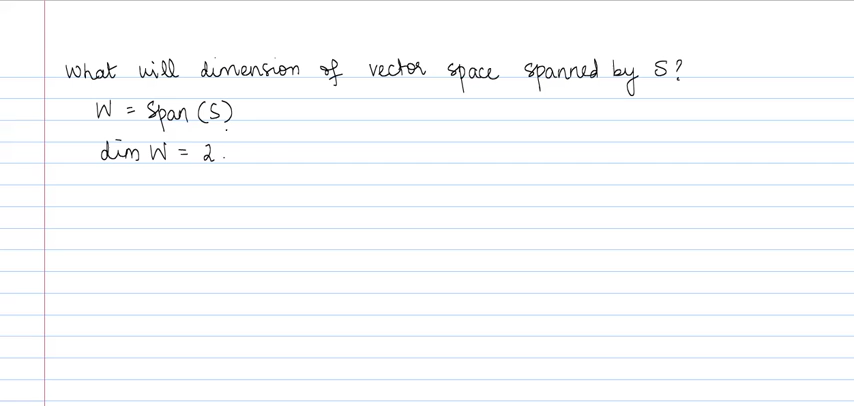 What will dimension of vector space spanned by S?
W = Span (S)
dim W = 2.